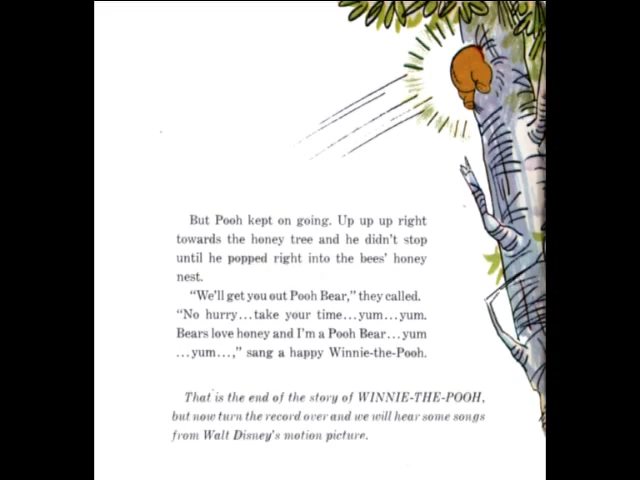 But Pooh kept on going. Up up up right
towards the honey tree and he didn't stop
until he popped right into the bees' honey
nest.
"We'll get you out Pooh Bear," they called.
"No hurry...take your time...yum...yum.
Bears love honey and I'm a Pooh Bear...yum
...yum...," sang a happy Winnie-the-Pooh.
That is the end of the story of WINNIE-THE-POOH,
but now turn the record over and we will hear some songs
from Walt Disney's motion picture.